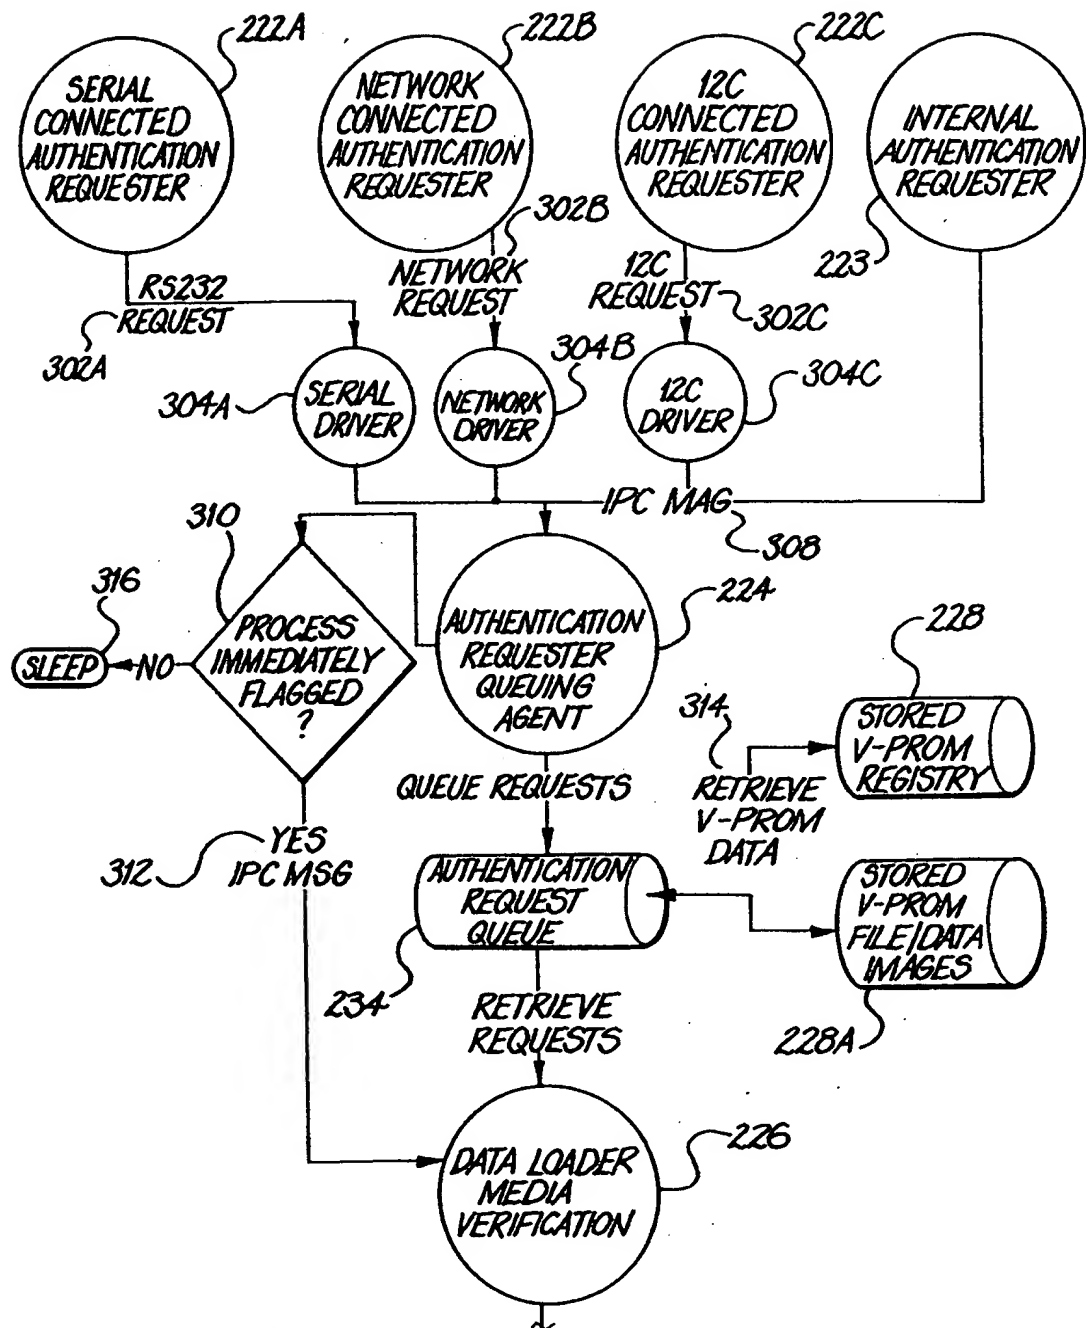 222A
222B
222C
SERIAL
CONNECTED
AUTHENTICATION
REQUESTER
NETWORK
CONNECTED
AUTHENTICATION
REQUESTER
12C
CONNECTED
AUTHENTICATION
REQUESTER
INTERNAL
AUTHENTICATION
REQUESTER
223
RS232
REQUEST
302A
302B
NETWORK
REQUEST
12C
REQUEST
302C
304A
SERIAL
DRIVER
304B
NETWORK
DRIVER
12C
DRIVER
304C
IPC MAG
308
310
316
SLEEP
NO
PROCESS
IMMEDIATELY
FLAGGED
?
AUTHENTICATION
REQUESTER
QUEUING
AGENT
224
228
STORED
V-PROM
REGISTRY
314
RETRIEVE
V-PROM
DATA
QUEUE REQUESTS
312
YES
IPC MSG
AUTHENTICATION
REQUEST
QUEUE
234
STORED
V-PROM
FILE/DATA
IMAGES
228A
RETRIEVE
REQUESTS
DATA LOADER
MEDIA
VERIFICATION
226